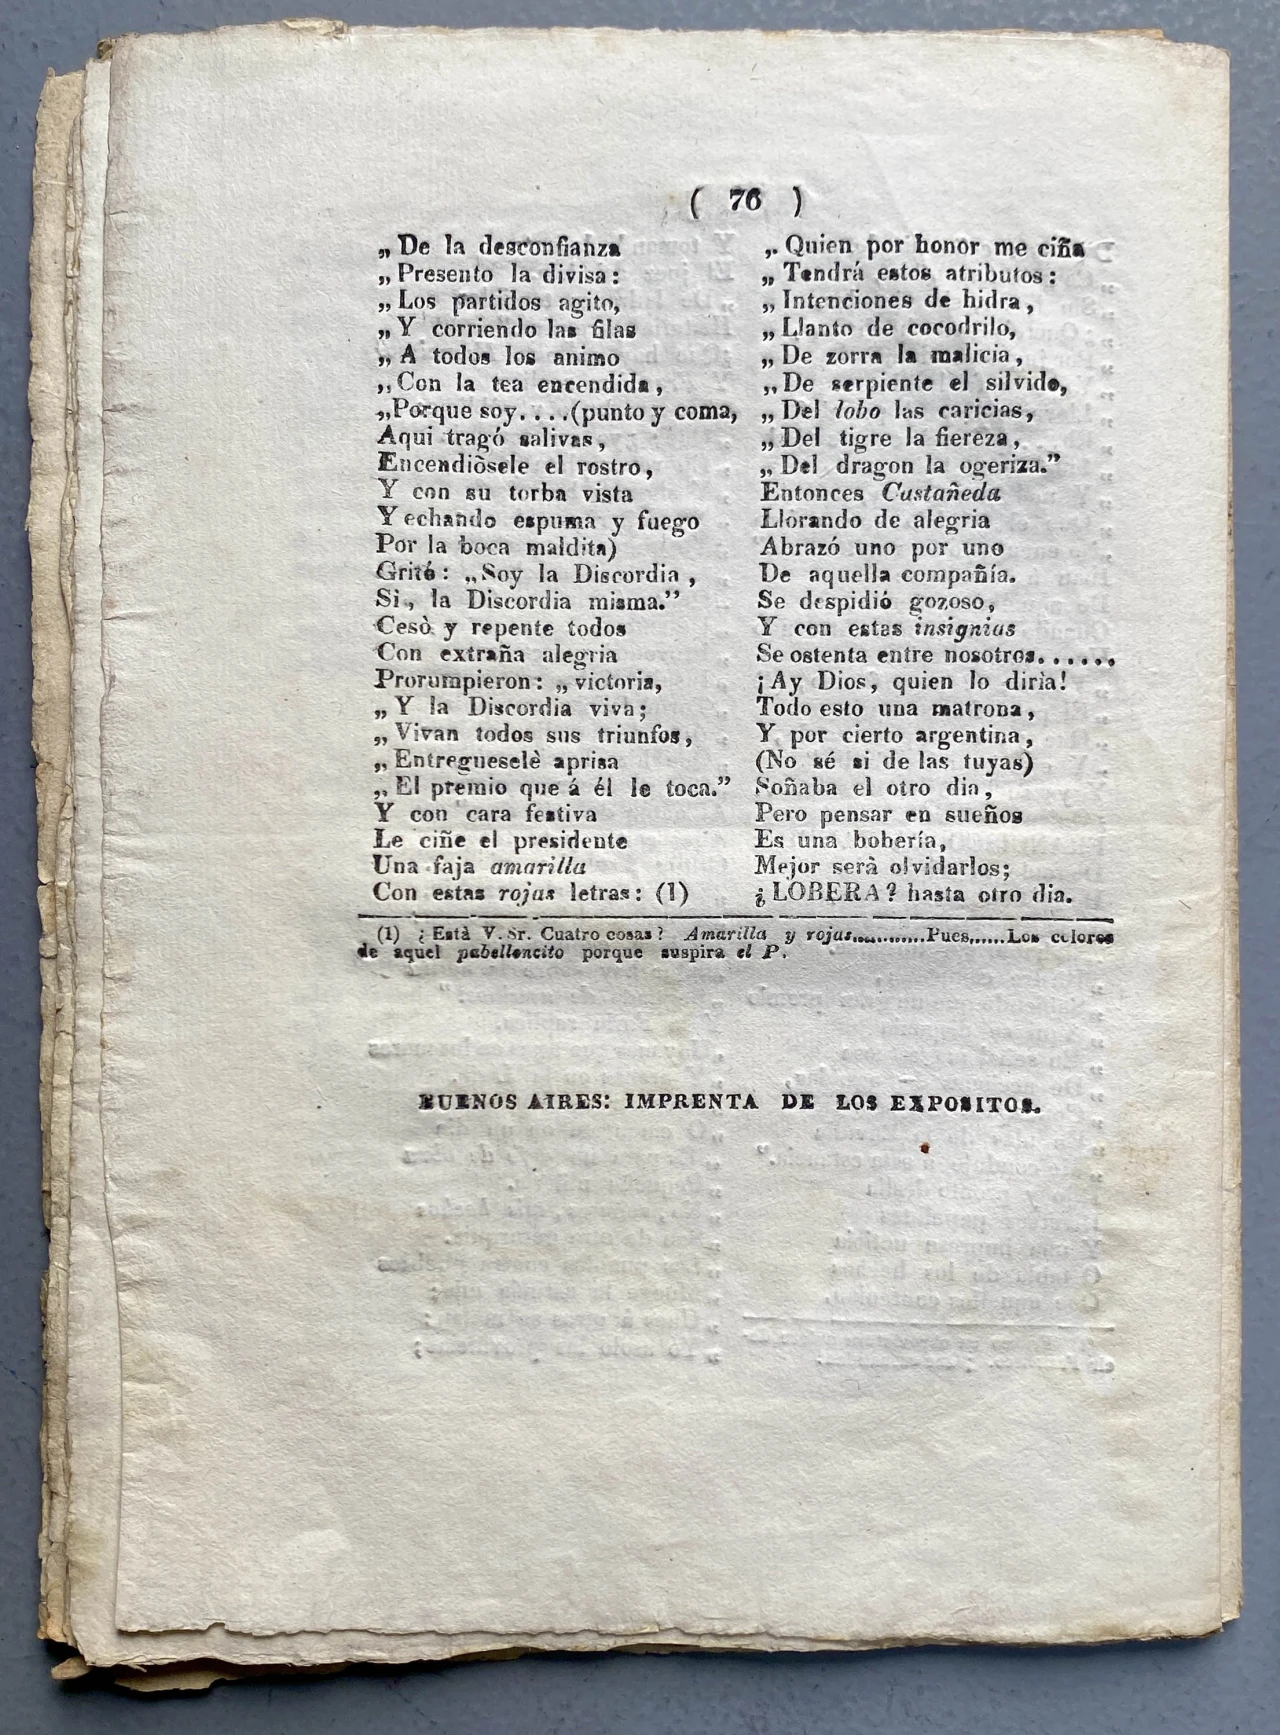 ( 76 )
„De la desconfianza
„Presento la divisa:
„Los partidos agito,
„Y corriendo las filas
„A todos los animo
„Con la tea encendida,
„Porque soy....(punto y coma,
Aqui tragó salivas,
Encendiòsele el rostro,
Y con su torba vista
Y echando espuma y fuego
Por la boca maldita)
Gritó: „Soy la Discordia,
Si, la Discordia misma.”
Cesò y repente todos
Con extraña alegria
Prorumpieron: „victoria,
„Y la Discordia viva;
„Vivan todos sus triunfos,
„Entregueselè aprisa
„El premio que á él le toca.”
Y con cara festiva
Le ciñe el presidente
Una faja amarilla
Con estas rojas letras: (1)
„Quien por honor me ciña
„Tendrá estos atributos:
„Intenciones de hidra,
„Llanto de cocodrilo,
„De zorra la malicia,
„De serpiente el silvido,
„Del lobo las caricias,
„Del tigre la fiereza,
„Del dragon la ogeriza.”
Entonces Custañeda
Llorando de alegria
Abrazó uno por uno
De aquella compañía.
Se despidió gozoso,
Y con estas insignias
Se ostenta entre nosotros......
¡Ay Dios, quien lo dirìa!
Todo esto una matrona,
Y por cierto argentina,
(No sé si de las tuyas)
Soñaba el otro dia,
Pero pensar en sueños
Es una bobería,
Mejor serà olvidarlos;
¿LOBERA? hasta otro dia.
(1) ¿Està V. Sr. Cuatro cosas? Amarilla y rojas............Pues......Los colores
de aquel pabelloncito porque suspira el P.
BUENOS AIRES: IMPRENTA DE LOS EXPOSITOS.